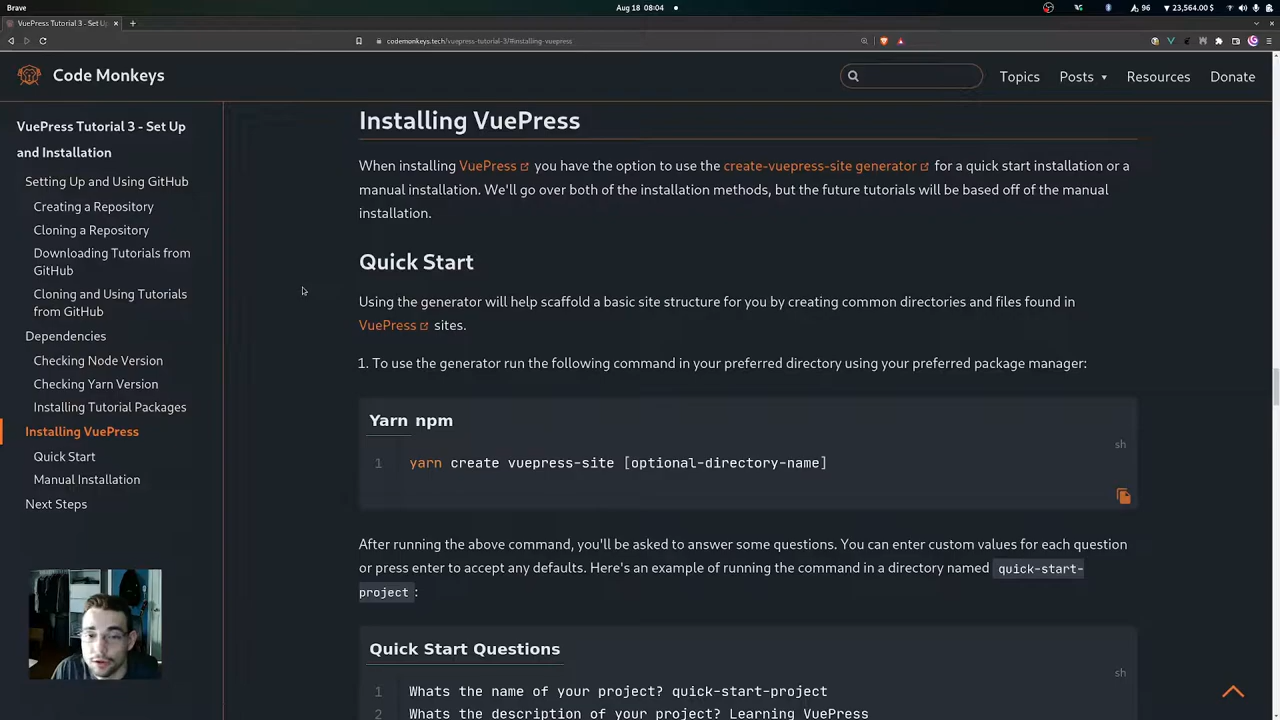 Brave
Aug 18 08:04
96
23,564.00 $
VuePress Tutorial 3 - Set U
codemonkeys.tech/vuepress-tutorial-3/#installing-vuepress
Code Monkeys
Topics
Posts
Resources
Donate
VuePress Tutorial 3 - Set Up
and Installation
Setting Up and Using GitHub
Creating a Repository
Cloning a Repository
Downloading Tutorials from
GitHub
Cloning and Using Tutorials
from GitHub
Dependencies
Checking Node Version
Checking Yarn Version
Installing Tutorial Packages
Installing VuePress
Quick Start
Manual Installation
Next Steps
Installing VuePress
When installing VuePress you have the option to use the create-vuepress-site generator for a quick start installation or a
manual installation. We'll go over both of the installation methods, but the future tutorials will be based off of the manual
installation.
Quick Start
Using the generator will help scaffold a basic site structure for you by creating common directories and files found in
VuePress sites.
1. To use the generator run the following command in your preferred directory using your preferred package manager:
Yarn npm
sh
1 yarn create vuepress-site [optional-directory-name]
After running the above command, you'll be asked to answer some questions. You can enter custom values for each question
or press enter to accept any defaults. Here's an example of running the command in a directory named quick-start-
project :
Quick Start Questions
sh
1 Whats the name of your project? quick-start-project
2 Whats the description of your project? Learning VuePress